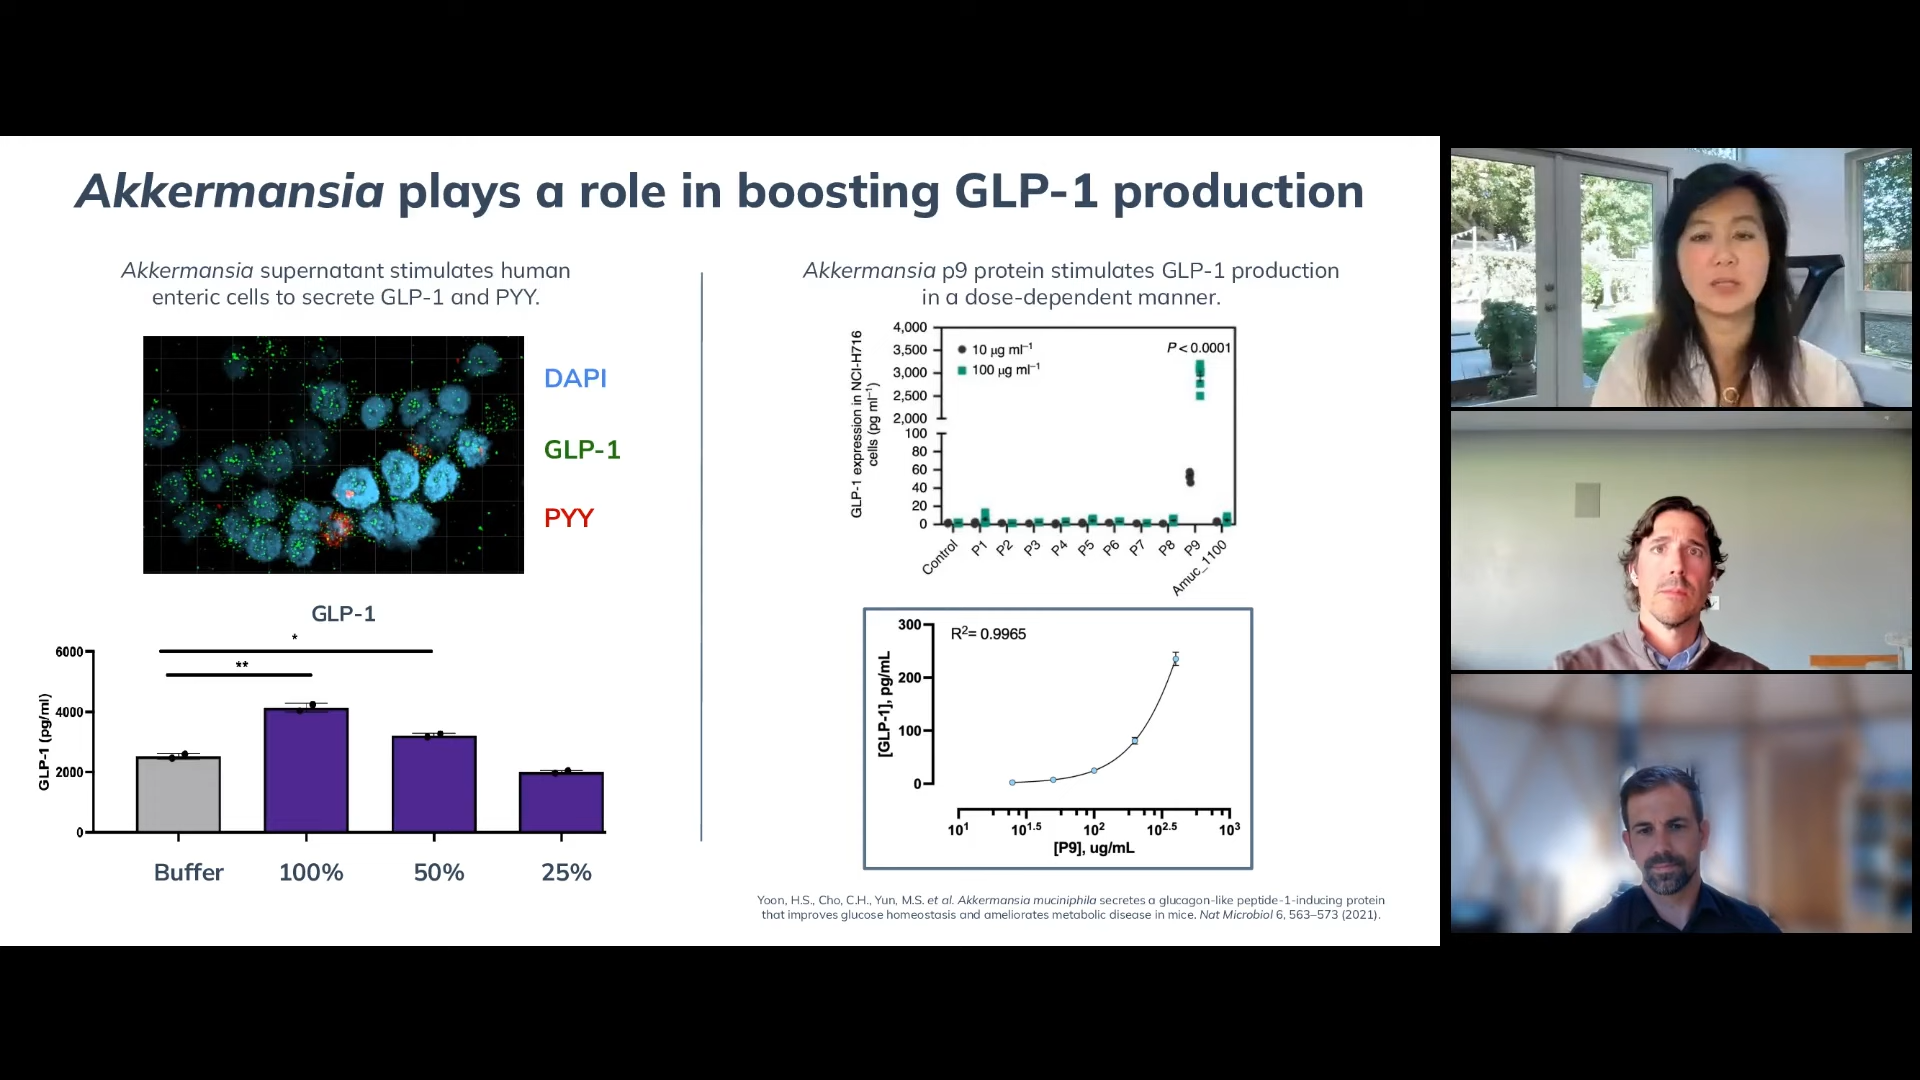 Akkermansia plays a role in boosting GLP-1 production
Akkermansia supernatant stimulates human
enteric cells to secrete GLP-1 and PYY.
DAPI
GLP-1
PYY
GLP-1
*
**
GLP-1 (pg/ml)
6000
4000
2000
0
Buffer 100% 50% 25%
Akkermansia p9 protein stimulates GLP-1 production
in a dose-dependent manner.
GLP-1 expression in NCI-H716
cells (pg ml⁻¹)
4,000
3,500
3,000
2,500
2,000
100
80
60
40
20
0
10 µg ml⁻¹
100 µg ml⁻¹
P < 0.0001
Control P1 P2 P3 P4 P5 P6 P7 P8 P9 Amuc_1100
R²= 0.9965
[GLP-1], pg/mL
300
200
100
0
10¹ 10¹·⁵ 10² 10²·⁵ 10³
[P9], ug/mL
Yoon, H.S., Cho, C.H., Yun, M.S. et al. Akkermansia muciniphila secretes a glucagon-like peptide-1-inducing protein
that improves glucose homeostasis and ameliorates metabolic disease in mice. Nat Microbiol 6, 563–573 (2021).